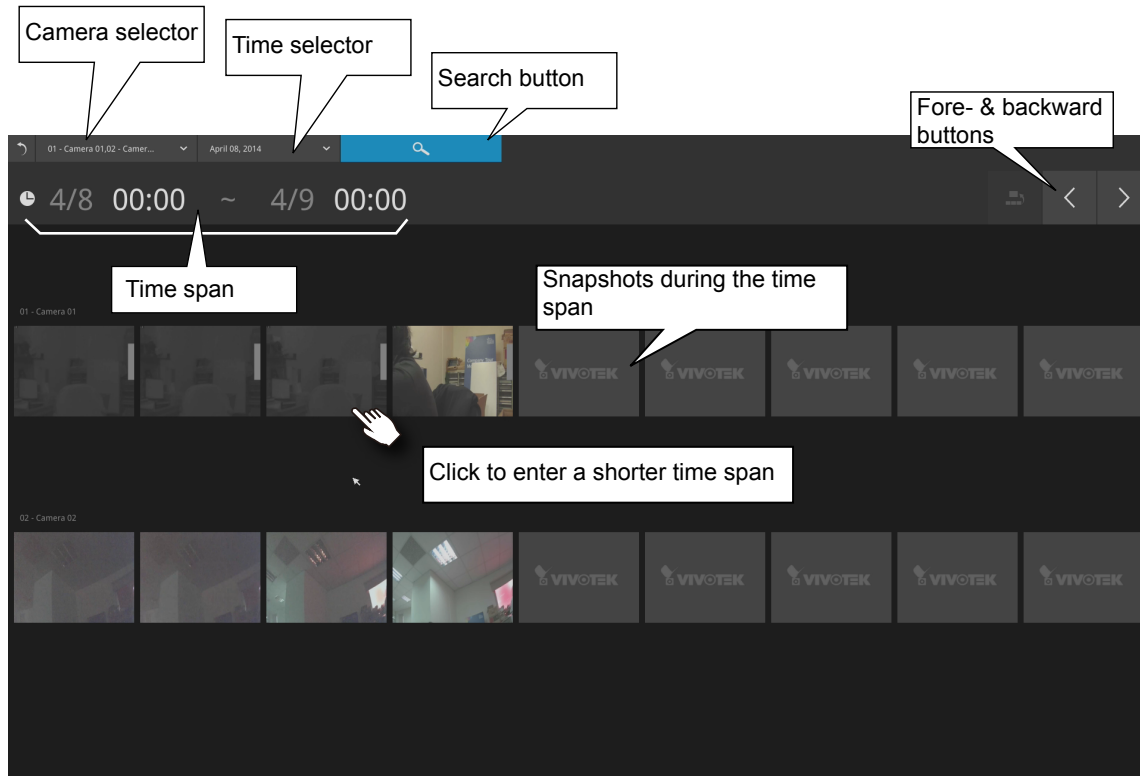 Camera selector
Time selector
Search button
Fore- & backward
buttons
01 - Camera 01,02 - Camer...
April 08, 2014
4/8 00:00 ~ 4/9 00:00
Time span
Snapshots during the time
span
01 - Camera 01
VIVOTEK VIVOTEK VIVOTEK VIVOTEK VIVOTEK
Click to enter a shorter time span
02 - Camera 02
VIVOTEK VIVOTEK VIVOTEK VIVOTEK VIVOTEK